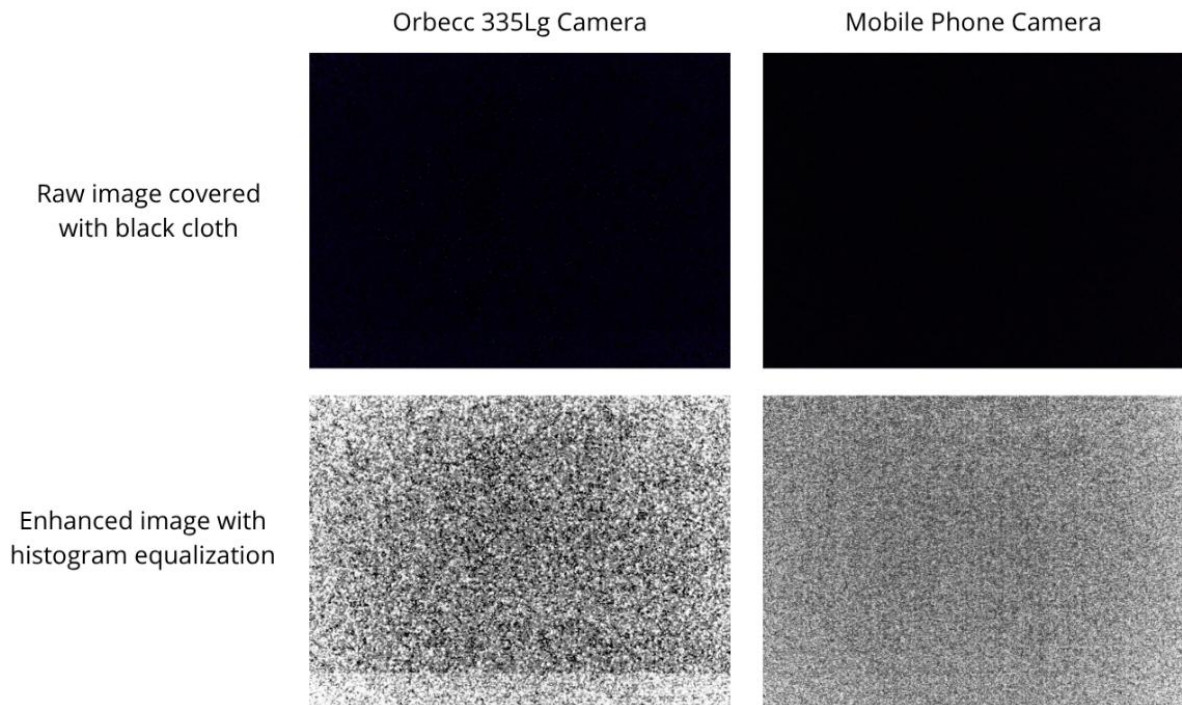 Orbecc 335Lg Camera
Mobile Phone Camera
Raw image covered
with black cloth
Enhanced image with
histogram equalization